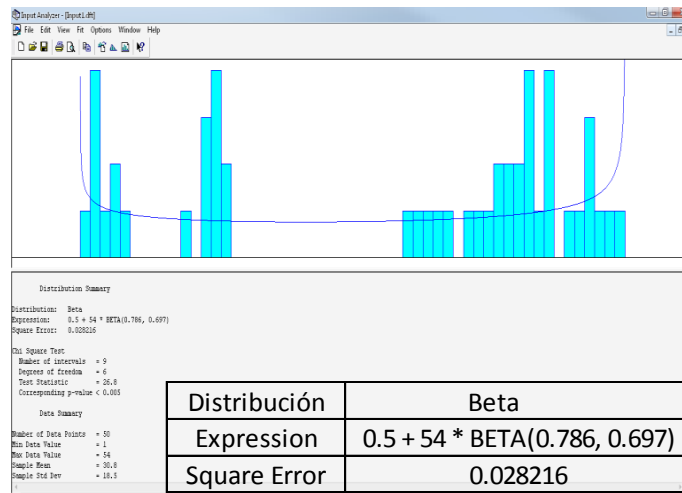 Input Analyzer - [Input1.dft]
File Edit View Fit Options Window Help
Distribution Summary
Distribution: Beta
Expression: 0.5 + 54 * BETA(0.786, 0.697)
Square Error: 0.028216
Chi Square Test
Number of intervals = 9
Degrees of freedom = 6
Test Statistic = 26.8
Corresponding p-value < 0.005
Data Summary
Number of Data Points = 50
Min Data Value = 1
Max Data Value = 54
Sample Mean = 30.8
Sample Std Dev = 18.5
Distribución Beta
Expression 0.5 + 54 * BETA(0.786, 0.697)
Square Error 0.028216